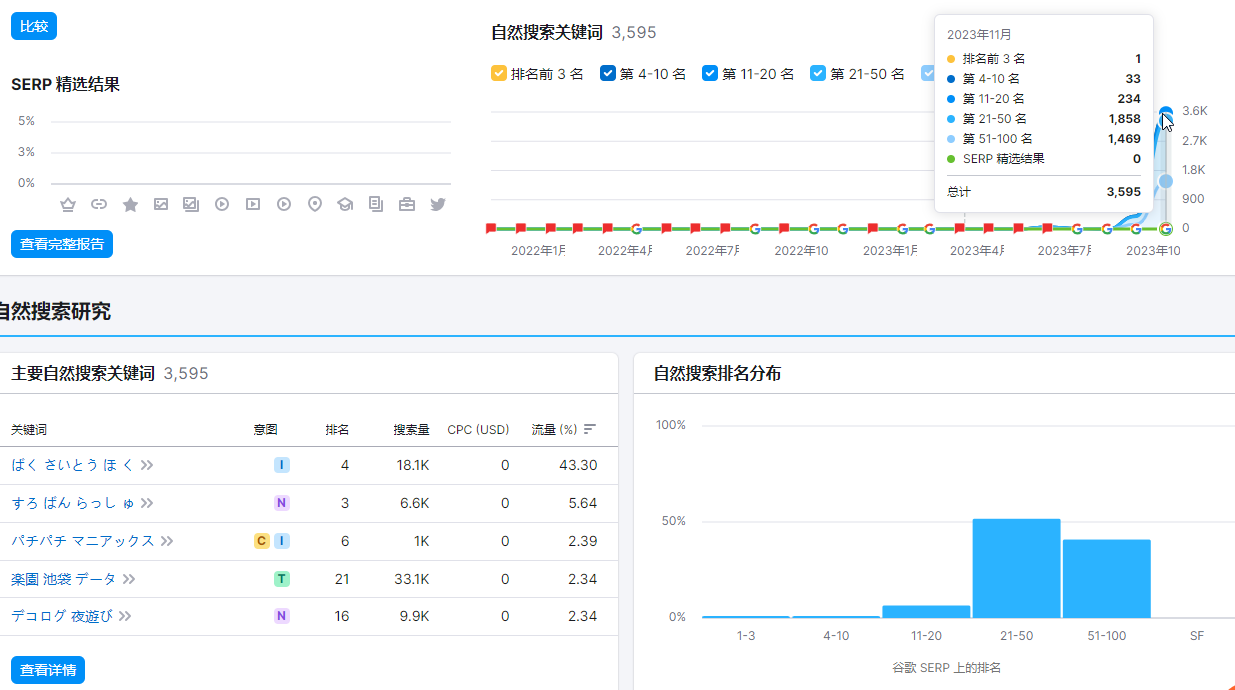 比较
自然搜索关键词 3,595
SERP 精选结果
排名前 3 名 第 4-10 名 第 11-20 名 第 21-50 名
2023年11月
排名前 3 名 1
第 4-10 名 33
第 11-20 名 234
第 21-50 名 1,858
第 51-100 名 1,469
SERP 精选结果 0
总计 3,595
5%
3%
0%
3.6K
2.7K
1.8K
900
0
2022年1月 2022年4月 2022年7月 2022年10 2023年1月 2023年4月 2023年7月 2023年10
查看完整报告
自然搜索研究
主要自然搜索关键词 3,595
关键词 意图 排名 搜索量 CPC (USD) 流量 (%)
ばく さいとう ほ く I 4 18.1K 0 43.30
すろ ぱん らっし ゅ N 3 6.6K 0 5.64
パチパチ マニアックス C I 6 1K 0 2.39
楽園 池袋 データ T 21 33.1K 0 2.34
デコログ 夜遊び N 16 9.9K 0 2.34
查看详情
自然搜索排名分布
100%
50%
0%
1-3 4-10 11-20 21-50 51-100 SF
谷歌 SERP 上的排名